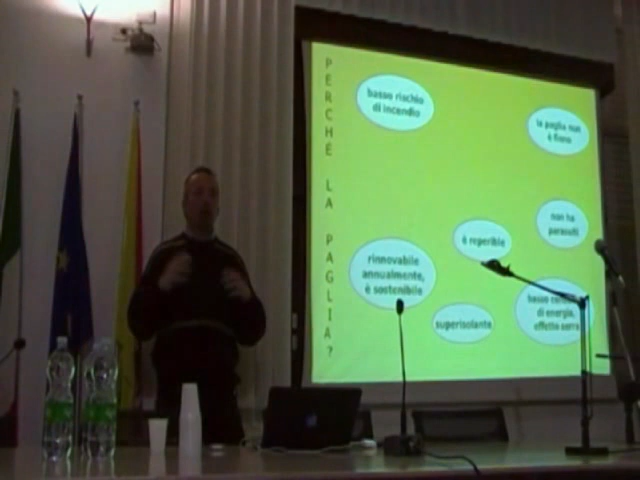 PERCHÉ LA PAGLIA?
basso rischio
di incendio
la paglia non
è fieno
non ha
parassiti
è reperibile
rinnovabile
annualmente,
è sostenibile
superisolante
basso
di energia,
effetto serra